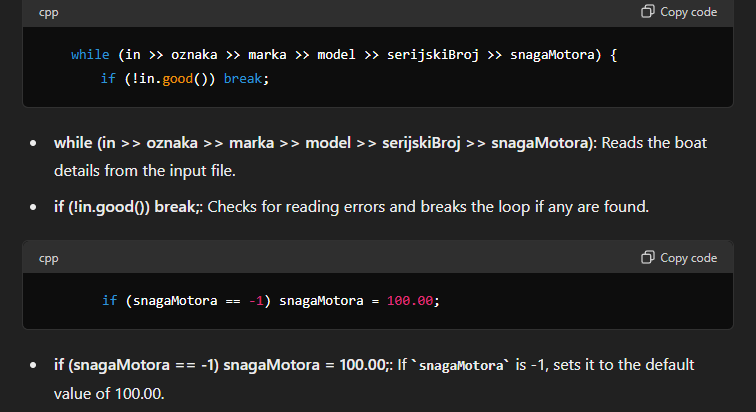 cpp
Copy code
while (in >> oznaka >> marka >> model >> serijskiBroj >> snagaMotora) {
if (!in.good()) break;
while (in >> oznaka >> marka >> model >> serijskiBroj >> snagaMotora): Reads the boat
details from the input file.
if (!in.good()) break;: Checks for reading errors and breaks the loop if any are found.
cpp
Copy code
if (snagaMotora == -1) snagaMotora = 100.00;
if (snagaMotora == -1) snagaMotora = 100.00;: If `snagaMotora` is -1, sets it to the default
value of 100.00.